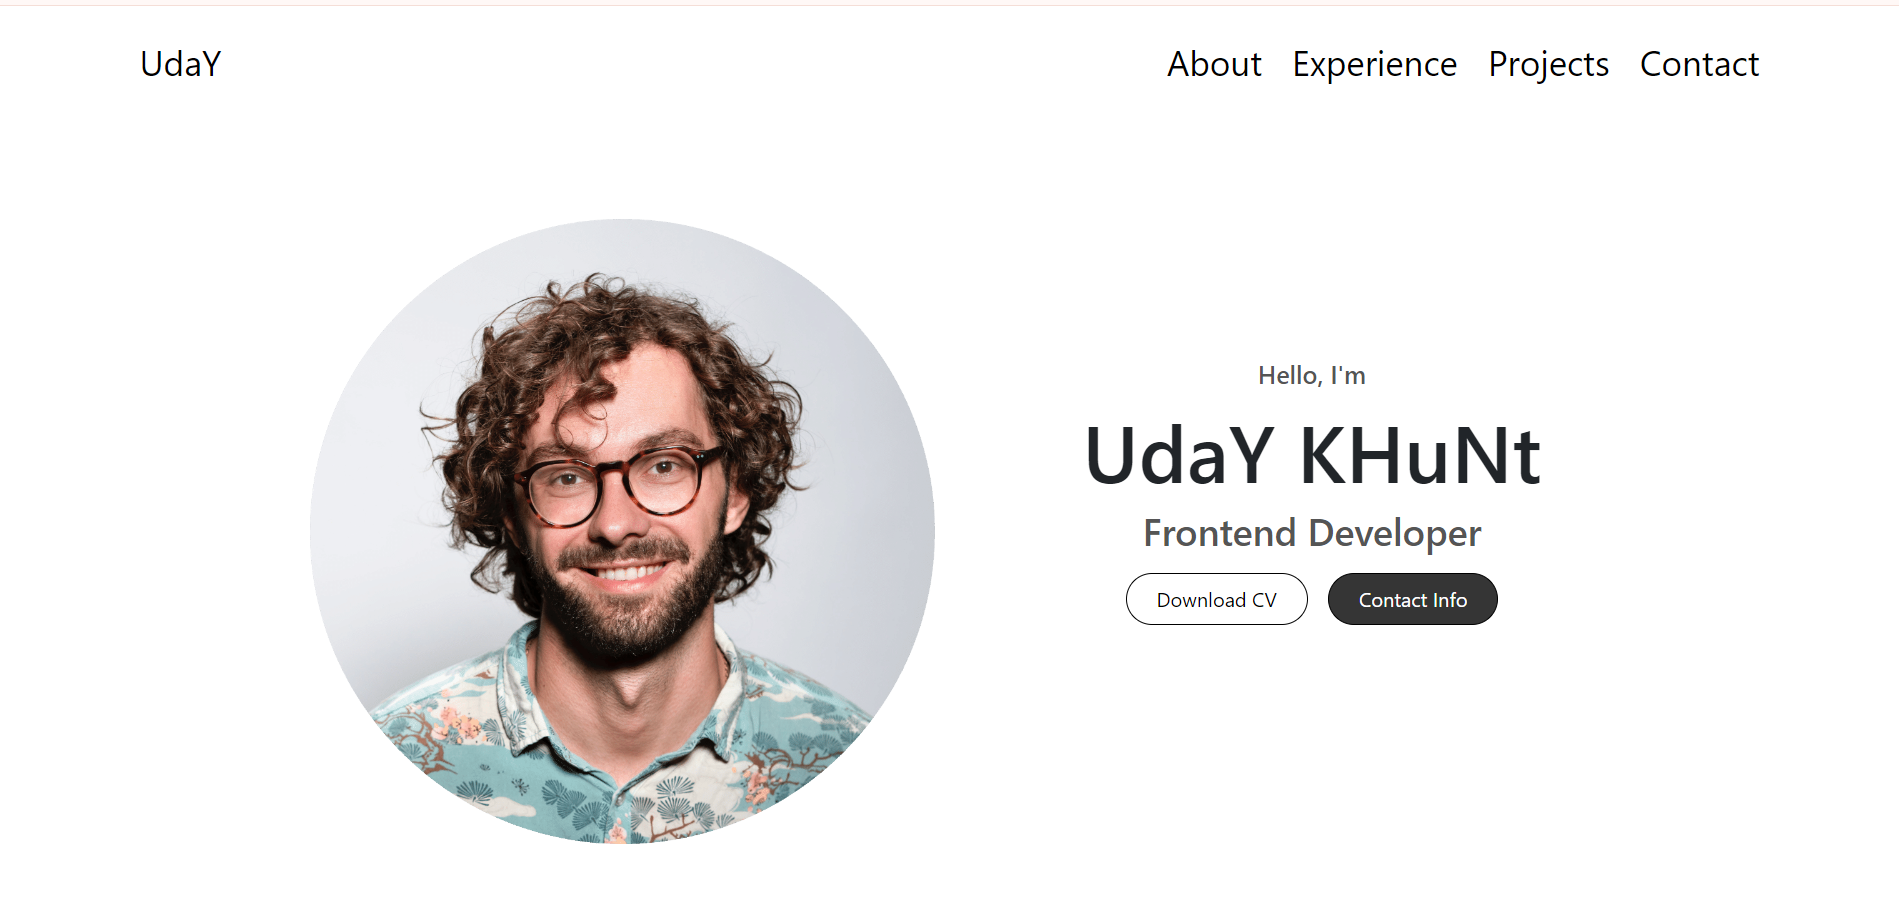 UdaY
About Experience Projects Contact
Hello, I'm
UdaY KHuNt
Frontend Developer
Download CV
Contact Info